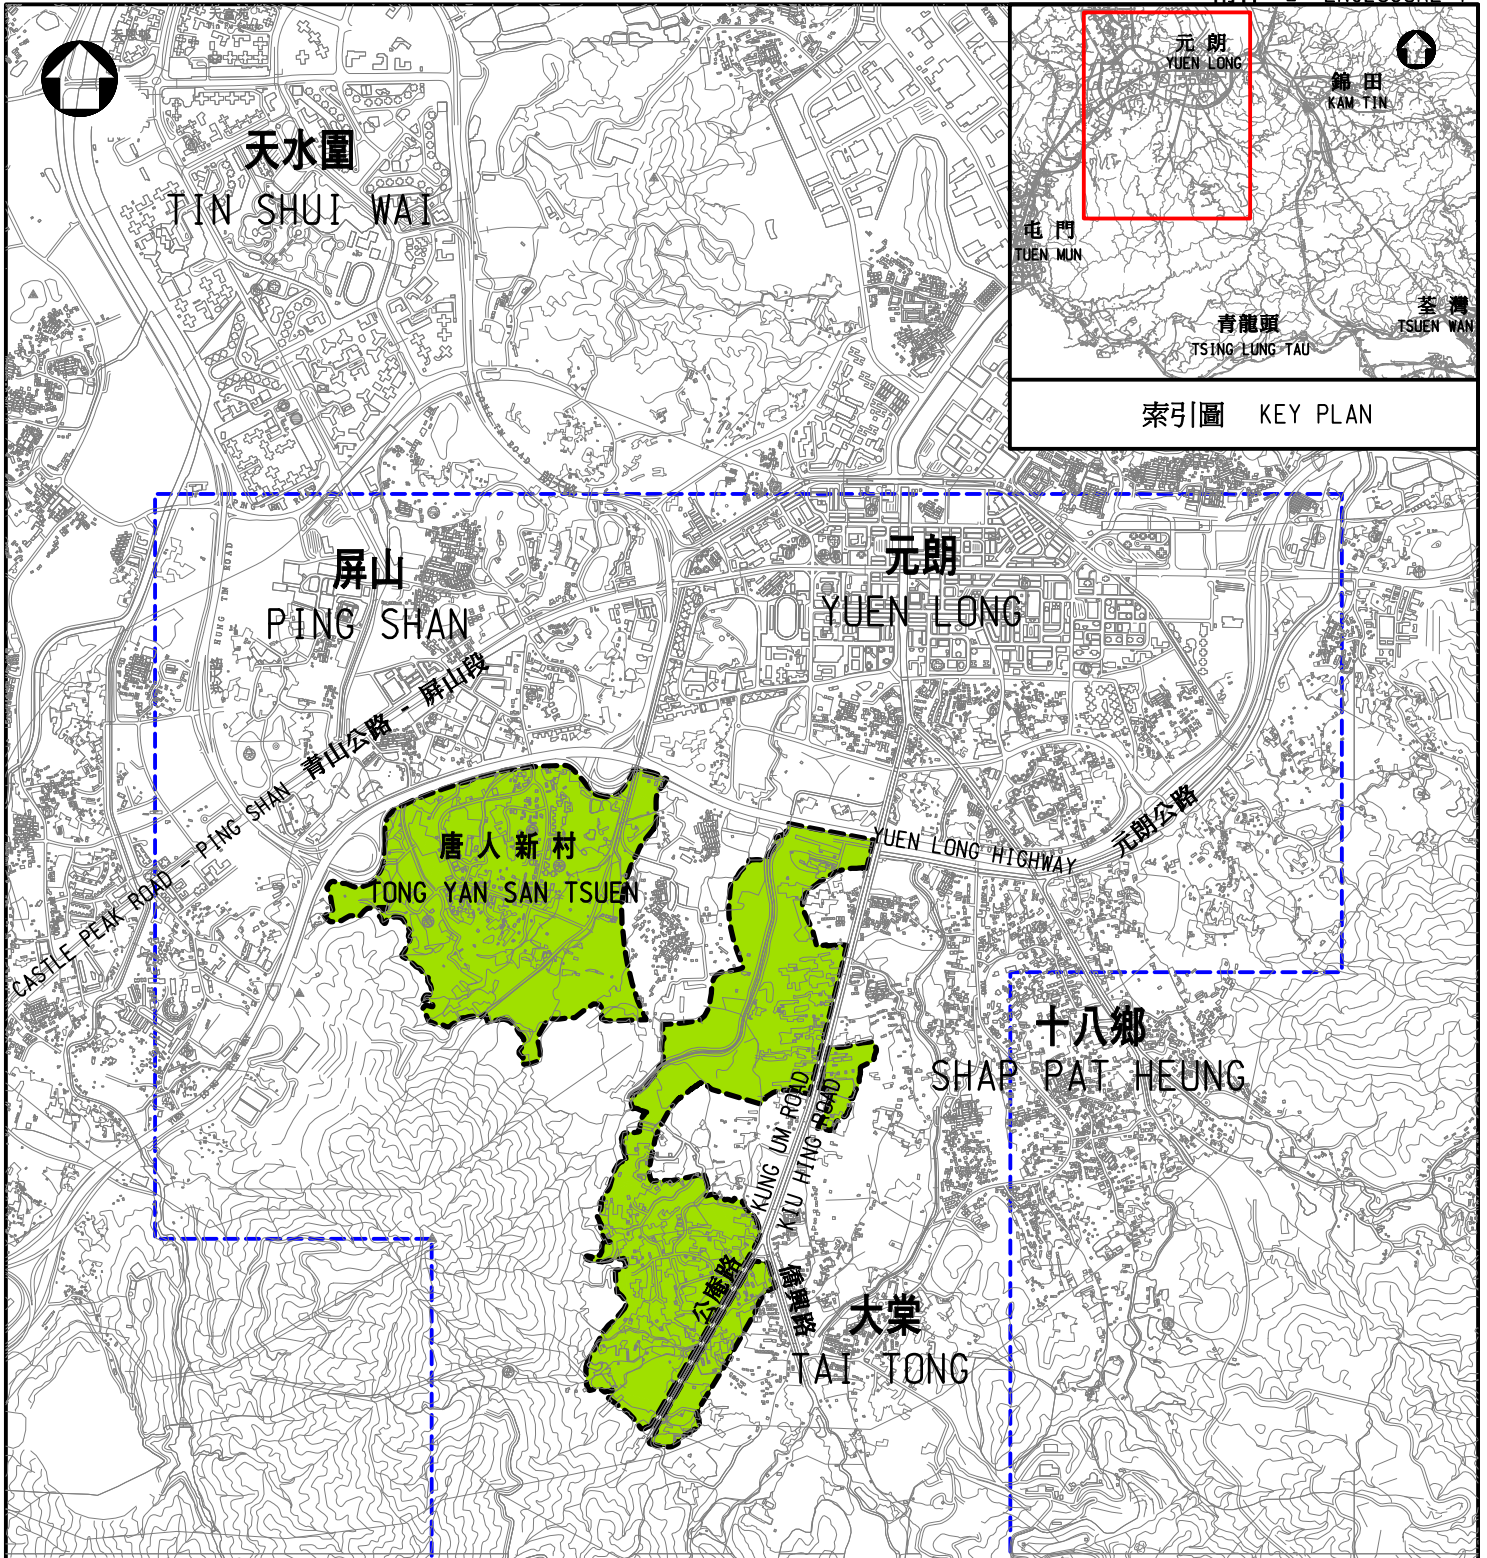 元 朗
YUEN LONG
錦 田
KAM TIN
屯 門
TUEN MUN
荃 灣
TSUEN WAN
青龍頭
TSING LUNG TAU
索引圖 KEY PLAN
天水圍
TIN SHUI WAI
屏山
PING SHAN
元朗
YUEN LONG
HUNG TIN ROAD
青山公路 - 屏山段
CASTLE PEAK ROAD - PING SHAN
唐人新村
TONG YAN SAN TSUEN
YUEN LONG HIGHWAY
元朗公路
十八鄉
SHAP PAT HEUNG
KUNG UM ROAD
KIU HING ROAD
公庵路
僑興路
大棠
TAI TONG